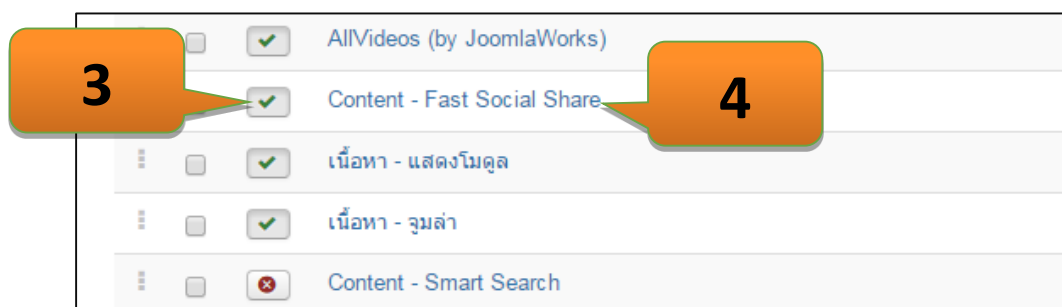 AllVideos (by JoomlaWorks)
3
Content - Fast Social Share
4
เนื้อหา - แสดงโมดูล
เนื้อหา - จูมล่า
Content - Smart Search